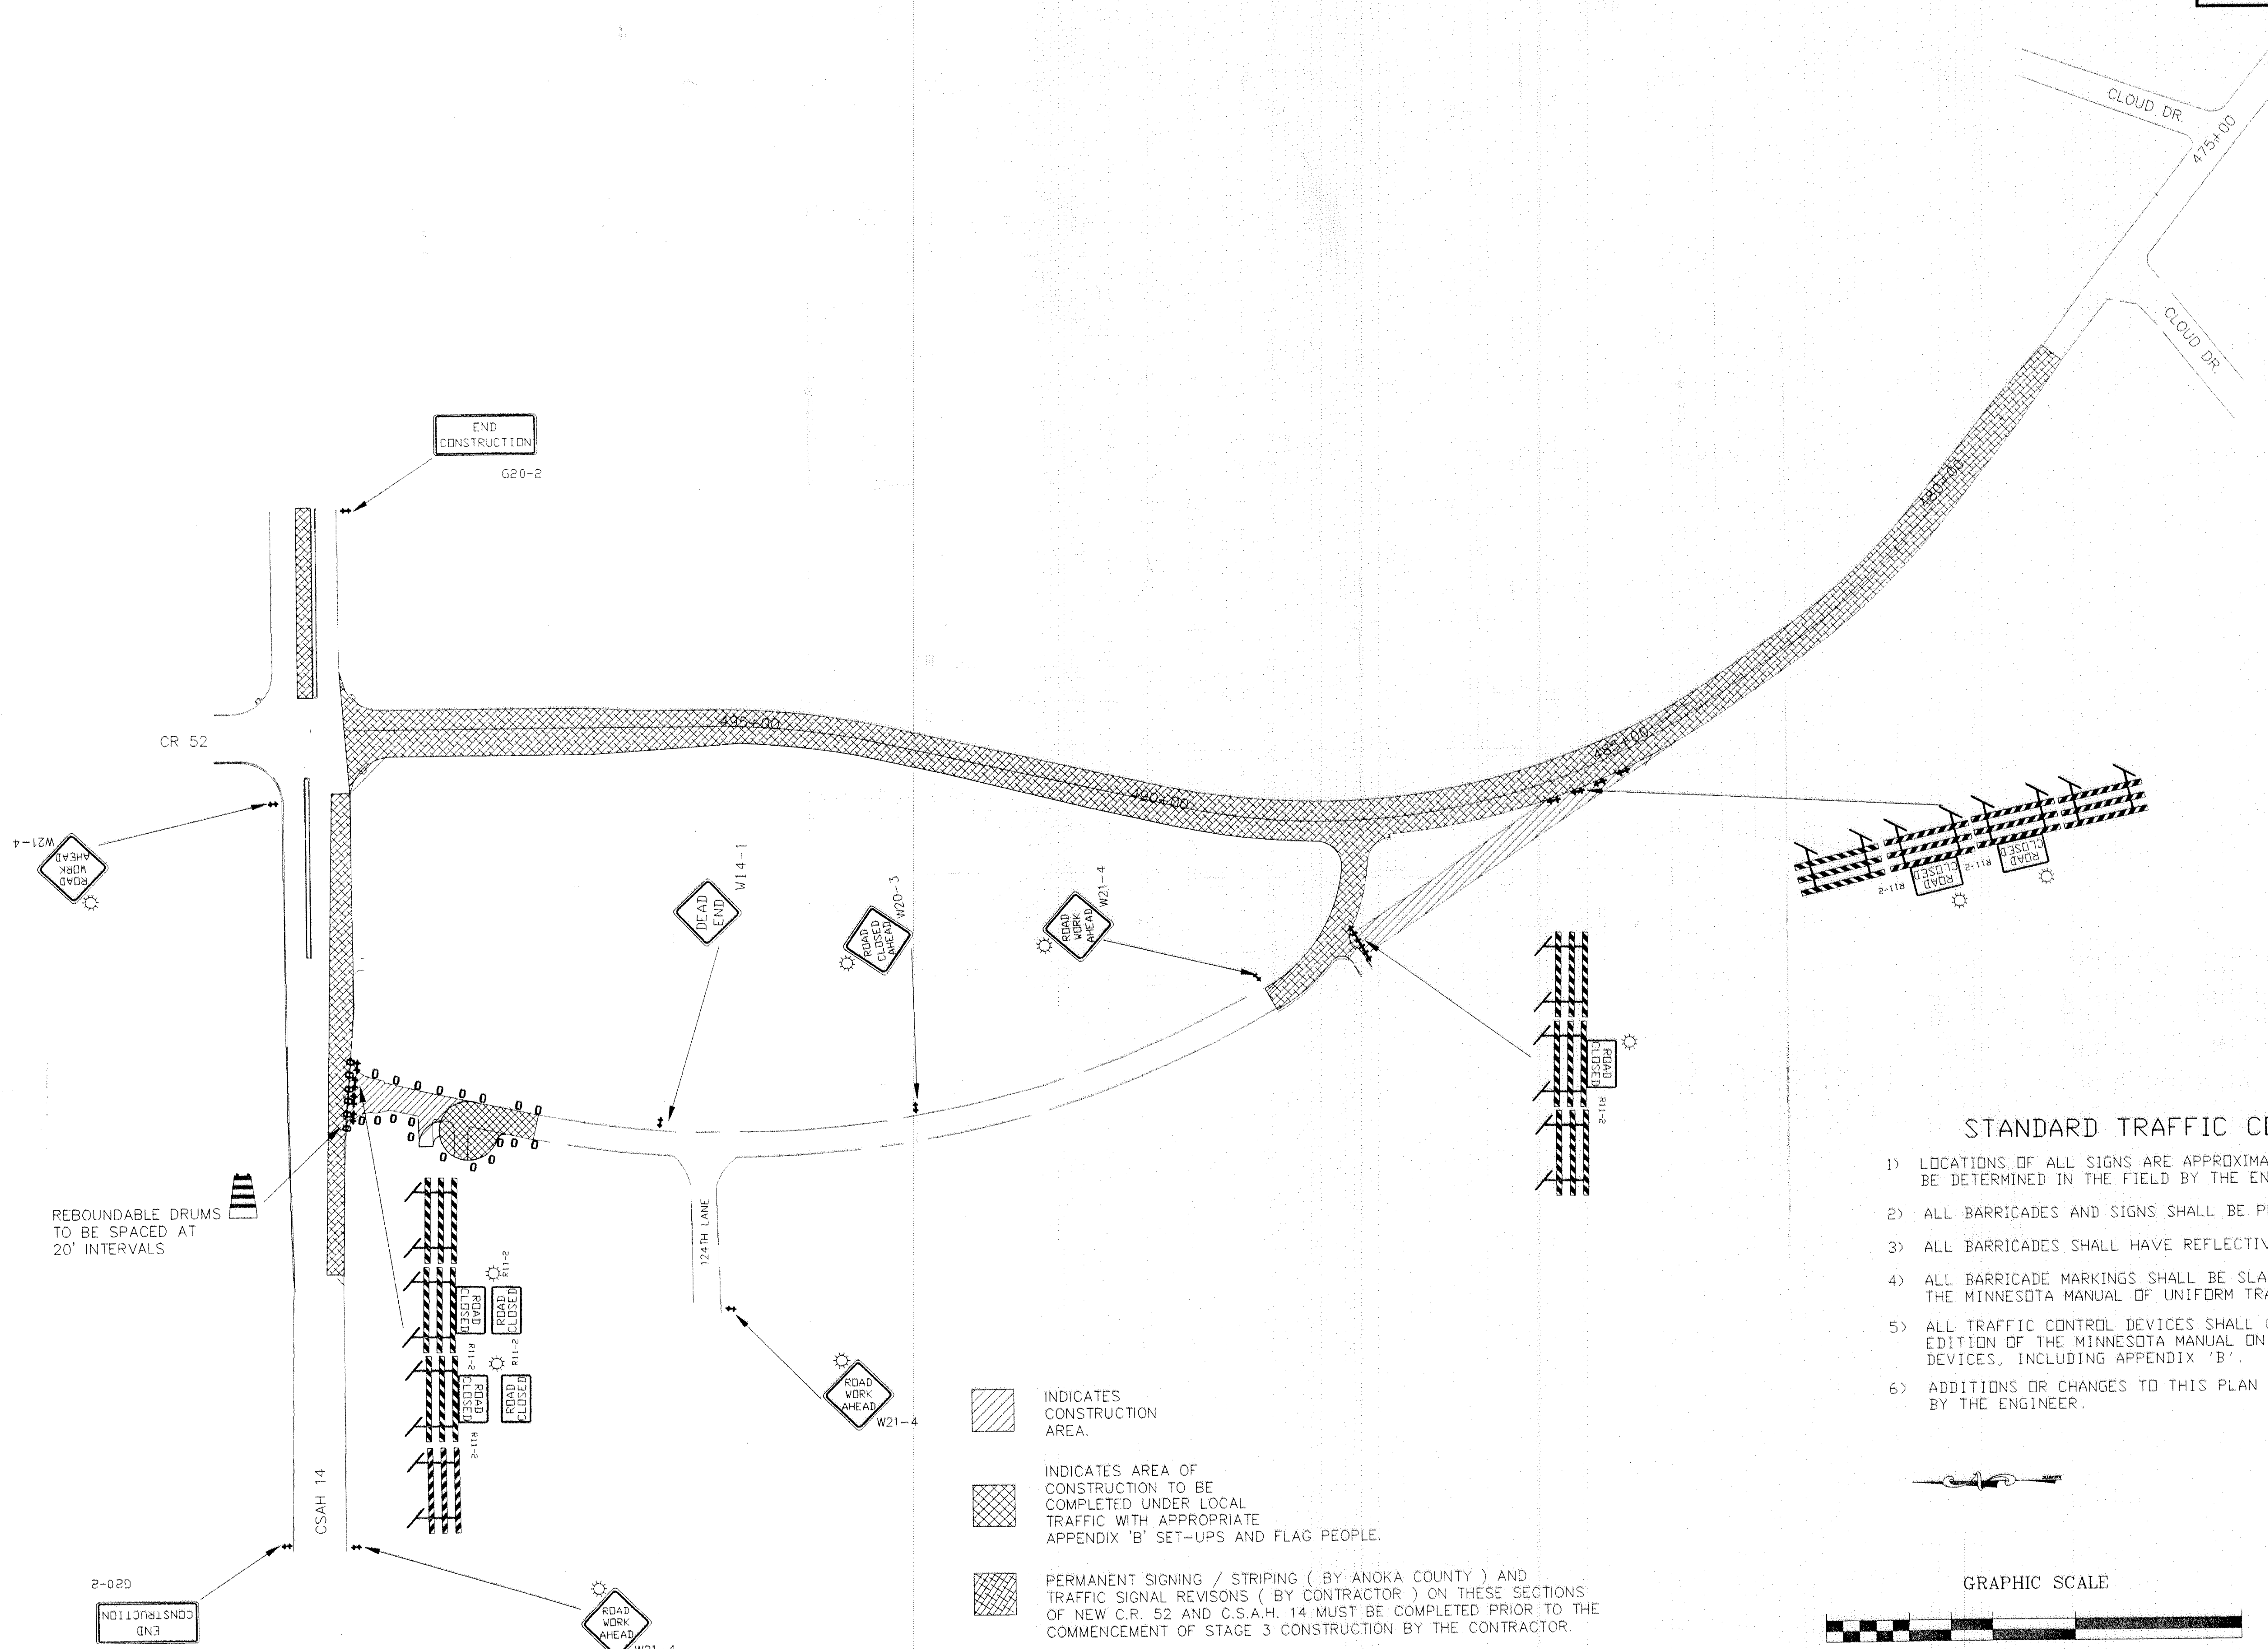 CLOUD DR.
475+00
CLOUD DR.
END
CONSTRUCTION
G20-2
480+00
CR 52
495+00
485+00
490+00
W21-4
ROAD
WORK
AHEAD
DEAD
END
W14-1
ROAD
CLOSED
AHEAD
W20-3
ROAD
WORK
AHEAD
W21-4
ROAD
CLOSED
R11-2
ROAD
CLOSED
R11-2
ROAD
CLOSED
R11-2
REBOUNDABLE DRUMS
TO BE SPACED AT
20' INTERVALS
124TH LANE
ROAD
CLOSED
R11-2
ROAD
CLOSED
R11-2
ROAD
CLOSED
R11-2
ROAD
CLOSED
R11-2
ROAD
WORK
AHEAD
W21-4
CSAH 14
G20-2
END
CONSTRUCTION
ROAD
WORK
AHEAD
W21-4
INDICATES
CONSTRUCTION
AREA.
INDICATES AREA OF
CONSTRUCTION TO BE
COMPLETED UNDER LOCAL
TRAFFIC WITH APPROPRIATE
APPENDIX 'B' SET-UPS AND FLAG PEOPLE.
PERMANENT SIGNING / STRIPING ( BY ANOKA COUNTY ) AND
TRAFFIC SIGNAL REVISONS ( BY CONTRACTOR ) ON THESE SECTIONS
OF NEW C.R. 52 AND C.S.A.H. 14 MUST BE COMPLETED PRIOR TO THE
COMMENCEMENT OF STAGE 3 CONSTRUCTION BY THE CONTRACTOR.
STANDARD TRAFFIC
1) LOCATIONS OF ALL SIGNS ARE
BE DETERMINED IN THE FIELD BY THE
2) ALL BARRICADES AND SIGNS SHALL BE
3) ALL BARRICADES SHALL HAVE
4) ALL BARRICADE MARKINGS SHALL BE
THE MINNESOTA MANUAL OF UNIFORM
5) ALL TRAFFIC CONTROL DEVICES SHALL
EDITION OF THE MINNESOTA MANUAL ON
DEVICES, INCLUDING APPENDIX 'B'.
6) ADDITIONS OR CHANGES TO THIS PLAN
BY THE ENGINEER.
GRAPHIC SCALE